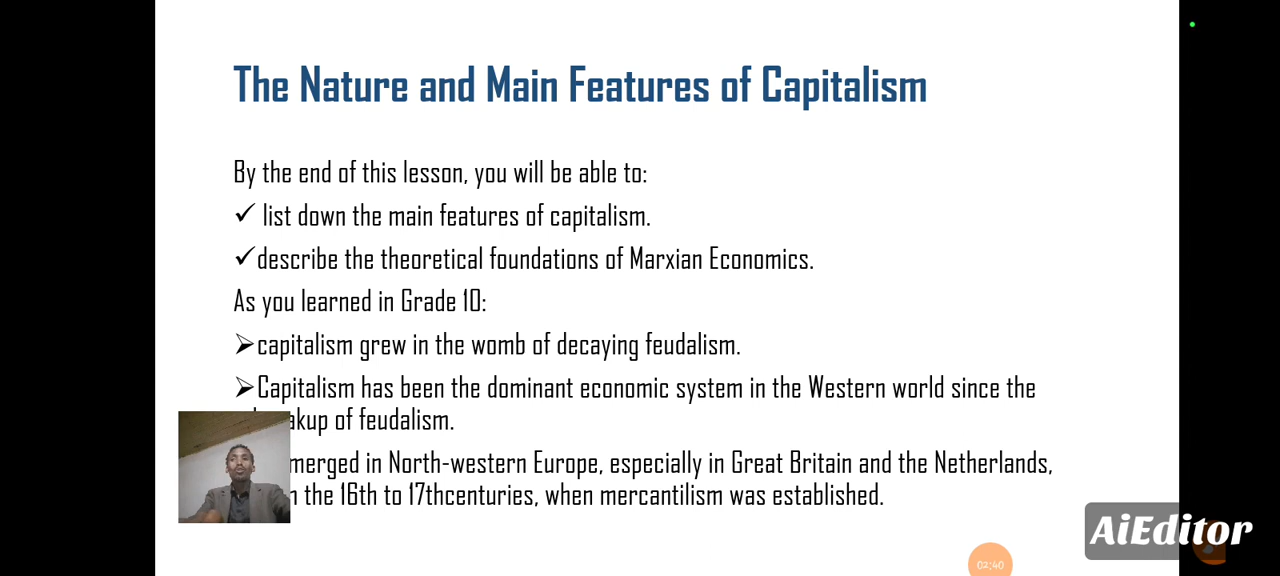 The Nature and Main Features of Capitalism
By the end of this lesson, you will be able to:
✓ list down the main features of capitalism.
✓describe the theoretical foundations of Marxian Economics.
As you learned in Grade 10:
➢capitalism grew in the womb of decaying feudalism.
➢Capitalism has been the dominant economic system in the Western world since the
of feudalism.
in North-western Europe, especially in Great Britain and the Netherlands,
the 16th to 17thcenturies, when mercantilism was established.
AiEditor
02:40